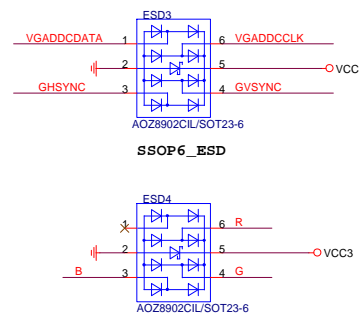 ESD3
VGADDCDATA 1 6 VGADDCCLK
2 5 VCC
GHSYNC 3 4 GVSYNC
AOZ8902CIL/SOT23-6
SSOP6_ESD
ESD4
1 6 R
2 5 VCC3
B 3 4 G
AOZ8902CIL/SOT23-6